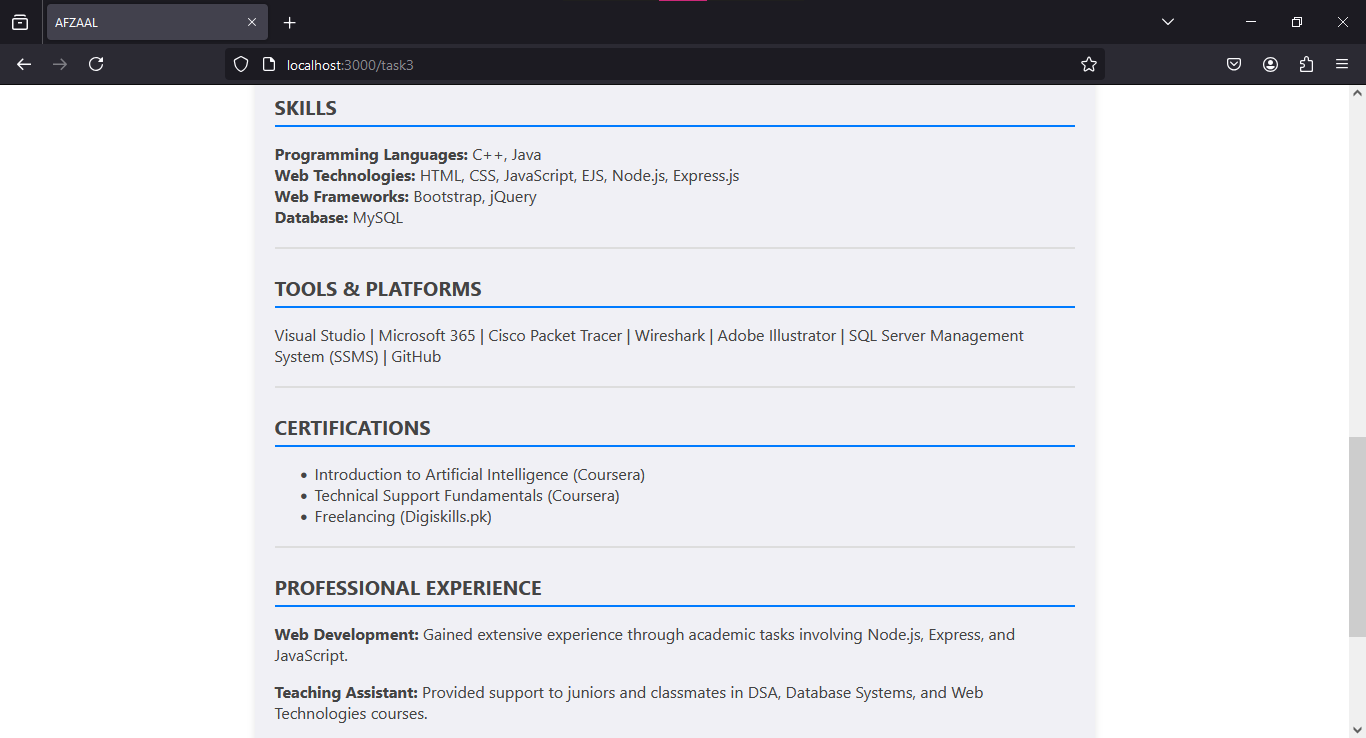 AFZAAL
localhost:3000/task3
SKILLS
Programming Languages: C++, Java
Web Technologies: HTML, CSS, JavaScript, EJS, Node.js, Express.js
Web Frameworks: Bootstrap, jQuery
Database: MySQL
TOOLS & PLATFORMS
Visual Studio | Microsoft 365 | Cisco Packet Tracer | Wireshark | Adobe Illustrator | SQL Server Management
System (SSMS) | GitHub
CERTIFICATIONS
• Introduction to Artificial Intelligence (Coursera)
• Technical Support Fundamentals (Coursera)
• Freelancing (Digiskills.pk)
PROFESSIONAL EXPERIENCE
Web Development: Gained extensive experience through academic tasks involving Node.js, Express, and
JavaScript.
Teaching Assistant: Provided support to juniors and classmates in DSA, Database Systems, and Web
Technologies courses.